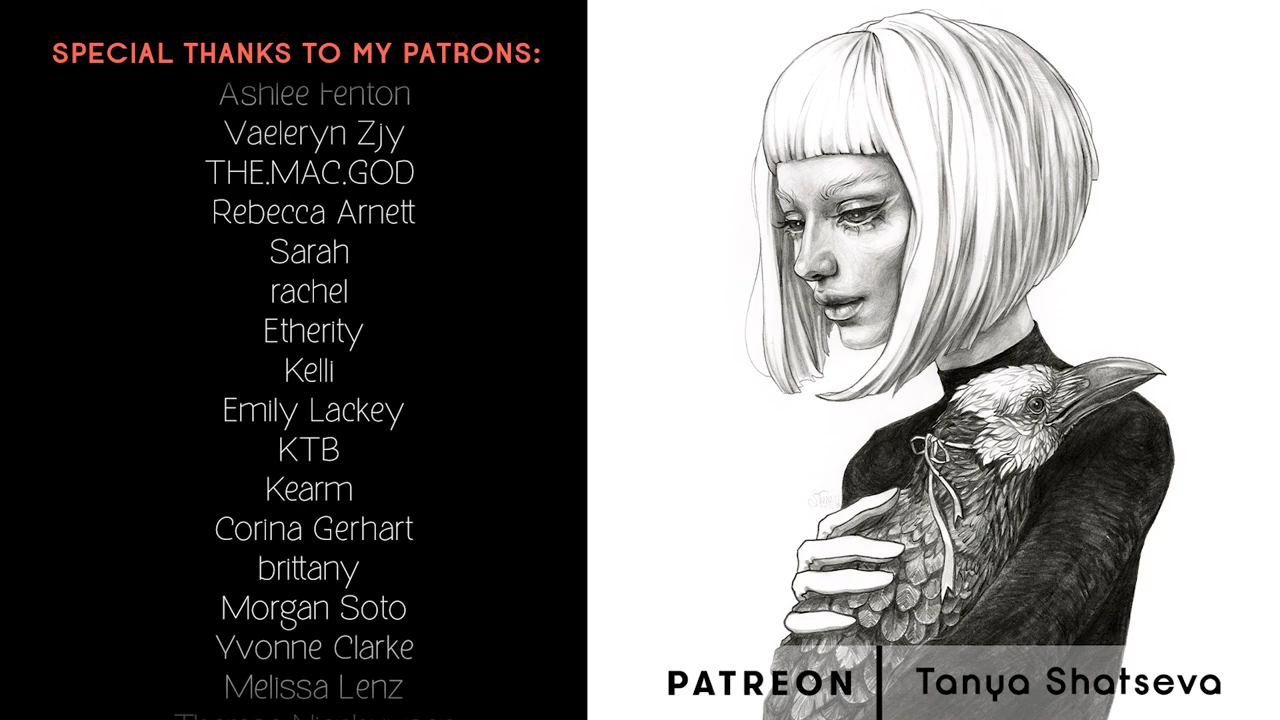 SPECIAL THANKS TO MY PATRONS:
Ashlee Fenton
Vaeleryn Zjy
THE.MAC.GOD
Rebecca Arnett
Sarah
rachel
Etherity
Kelli
Emily Lackey
KTB
Kearm
Corina Gerhart
brittany
Morgan Soto
Yvonne Clarke
Melissa Lenz
PATREON | Tanya Shatseva